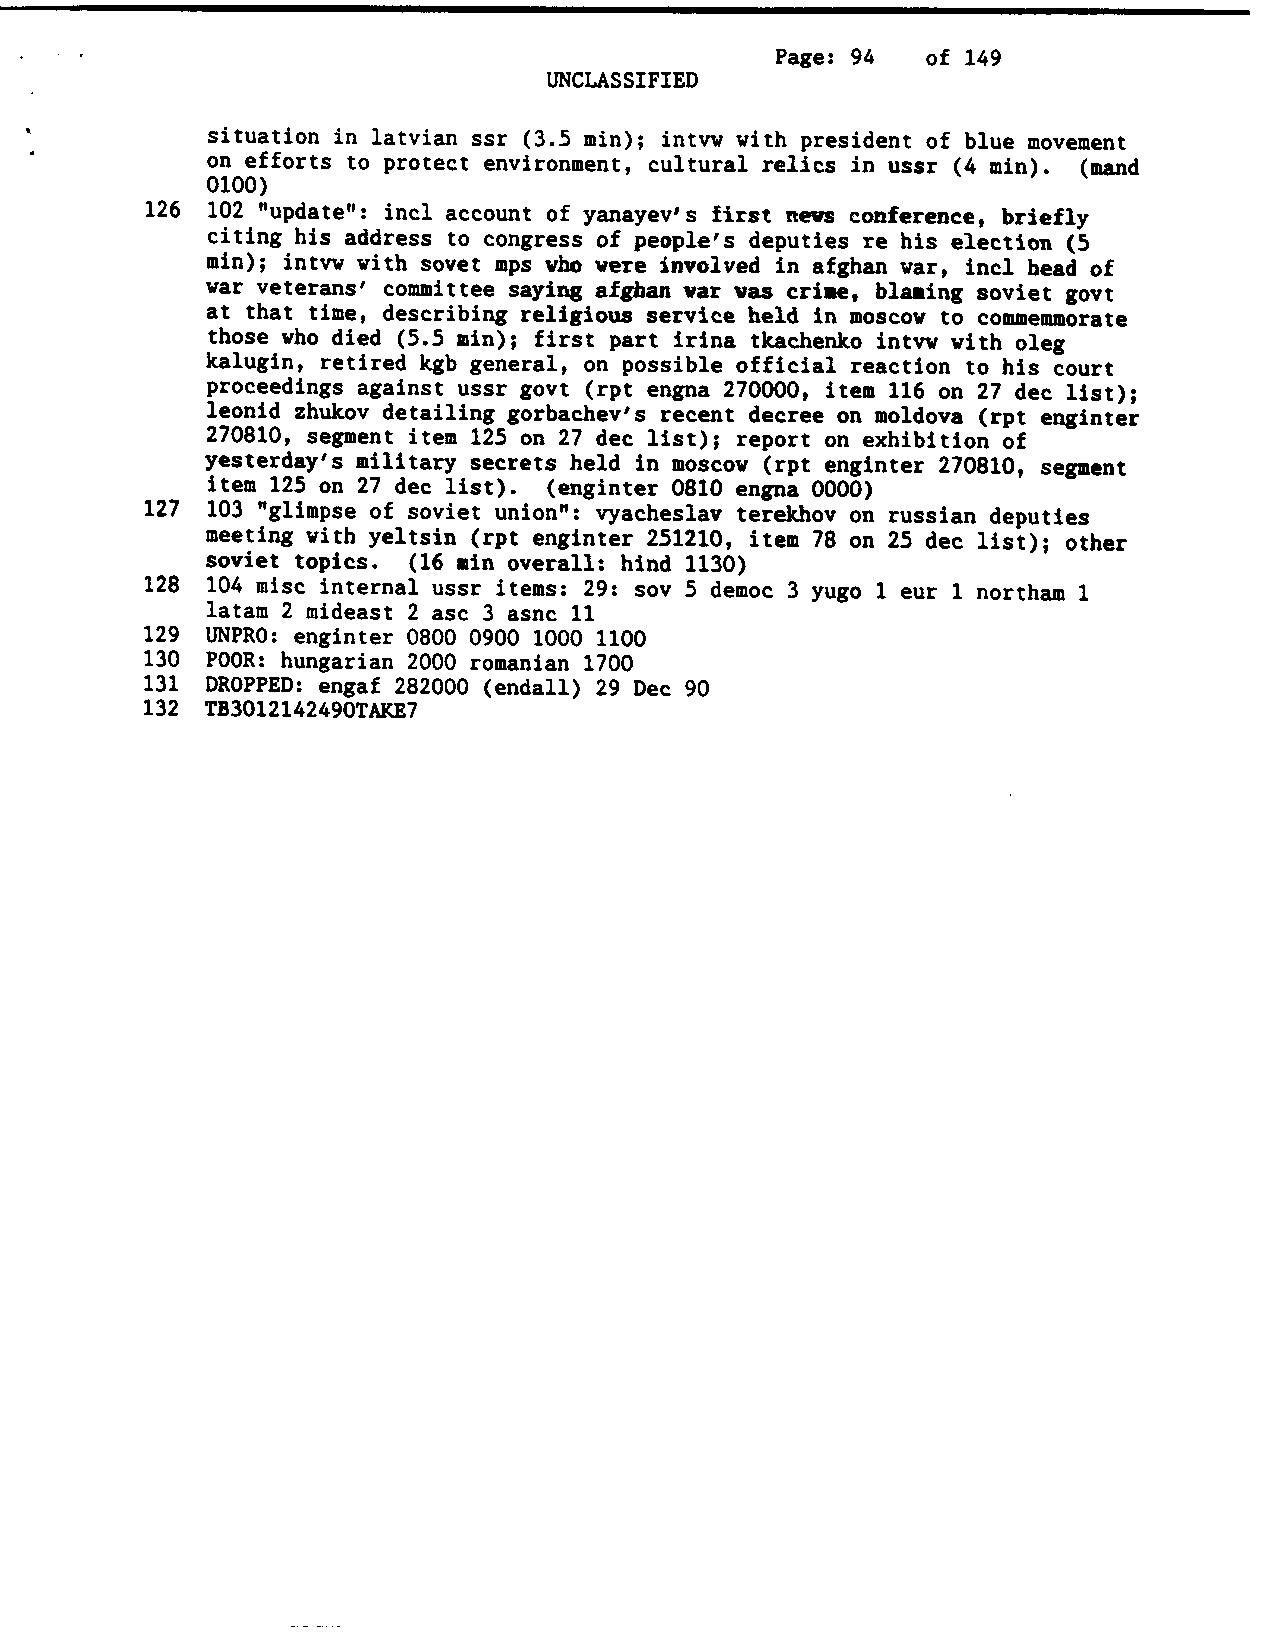 Page: 94 of 149
UNCLASSIFIED
situation in latvian ssr (3.5 min); intvw with president of blue movement
on efforts to protect environment, cultural relics in ussr (4 min). (mand
0100)
126 102 "update": incl account of yanayev's first news conference, briefly
citing his address to congress of people's deputies re his election (5
min); intvw with sovet mps who were involved in afghan war, incl head of
war veterans' committee saying afghan war was crime, blaming soviet govt
at that time, describing religious service held in moscow to commemmorate
those who died (5.5 min); first part irina tkachenko intvw with oleg
kalugin, retired kgb general, on possible official reaction to his court
proceedings against ussr govt (rpt engna 270000, item 116 on 27 dec list);
leonid zhukov detailing gorbachev's recent decree on moldova (rpt enginter
270810, segment item 125 on 27 dec list); report on exhibition of
yesterday's military secrets held in moscow (rpt enginter 270810, segment
item 125 on 27 dec list). (enginter 0810 engna 0000)
127 103 "glimpse of soviet union": vyacheslav terekhov on russian deputies
meeting with yeltsin (rpt enginter 251210, item 78 on 25 dec list); other
soviet topics. (16 min overall: hind 1130)
128 104 misc internal ussr items: 29: sov 5 democ 3 yugo 1 eur 1 northam 1
latam 2 mideast 2 asc 3 asnc 11
129 UNPRO: enginter 0800 0900 1000 1100
130 POOR: hungarian 2000 romanian 1700
131 DROPPED: engaf 282000 (endall) 29 Dec 90
132 TB3012142490TAKE7